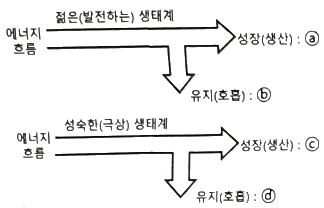 젊은(발전하는) 생태계
에너지
흐름
성장(생산) : ⓐ
유지(호흡) : ⓑ
성숙한(극상) 생태계
에너지
흐름
성장(생산) : ⓒ
유지(호흡) : ⓓ